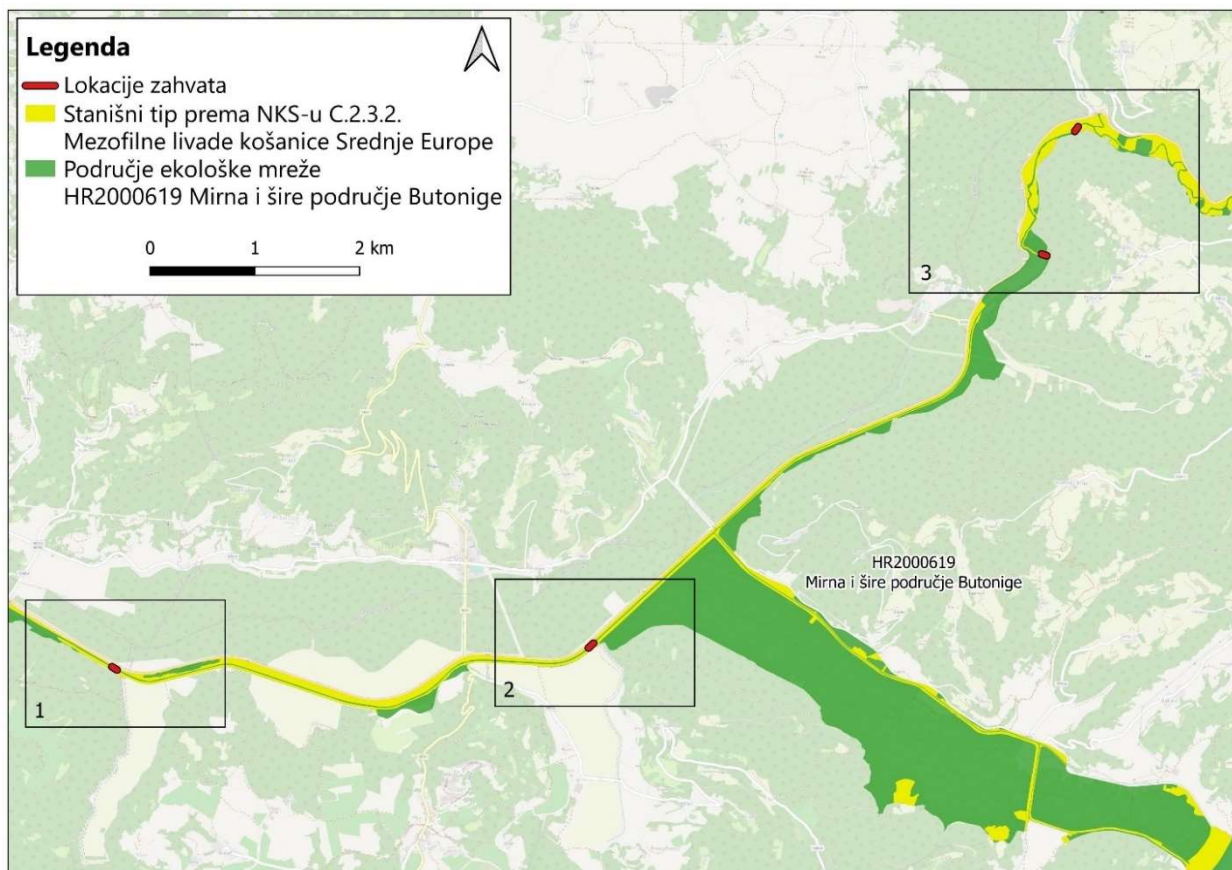 Legenda
Lokacije zahvata
Stanišni tip prema NKS-u C.2.3.2.
Mezofilne livade košanice Srednje Europe
Područje ekološke mreže
HR2000619 Mirna i šire područje Butonige
0 1 2 km
3
HR2000619
Mirna i šire područje Butonige
2
1